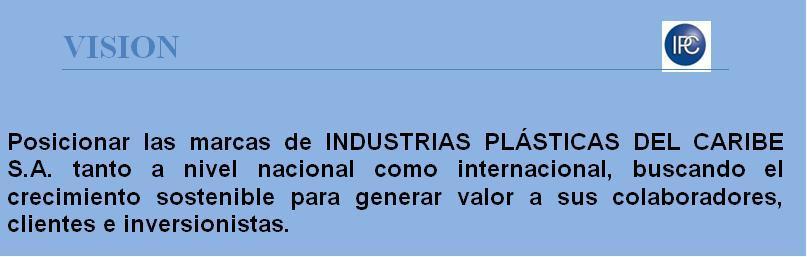 VISION
IPC
Posicionar las marcas de INDUSTRIAS PLÁSTICAS DEL CARIBE
S.A. tanto a nivel nacional como internacional, buscando el
crecimiento sostenible para generar valor a sus colaboradores,
clientes e inversionistas.